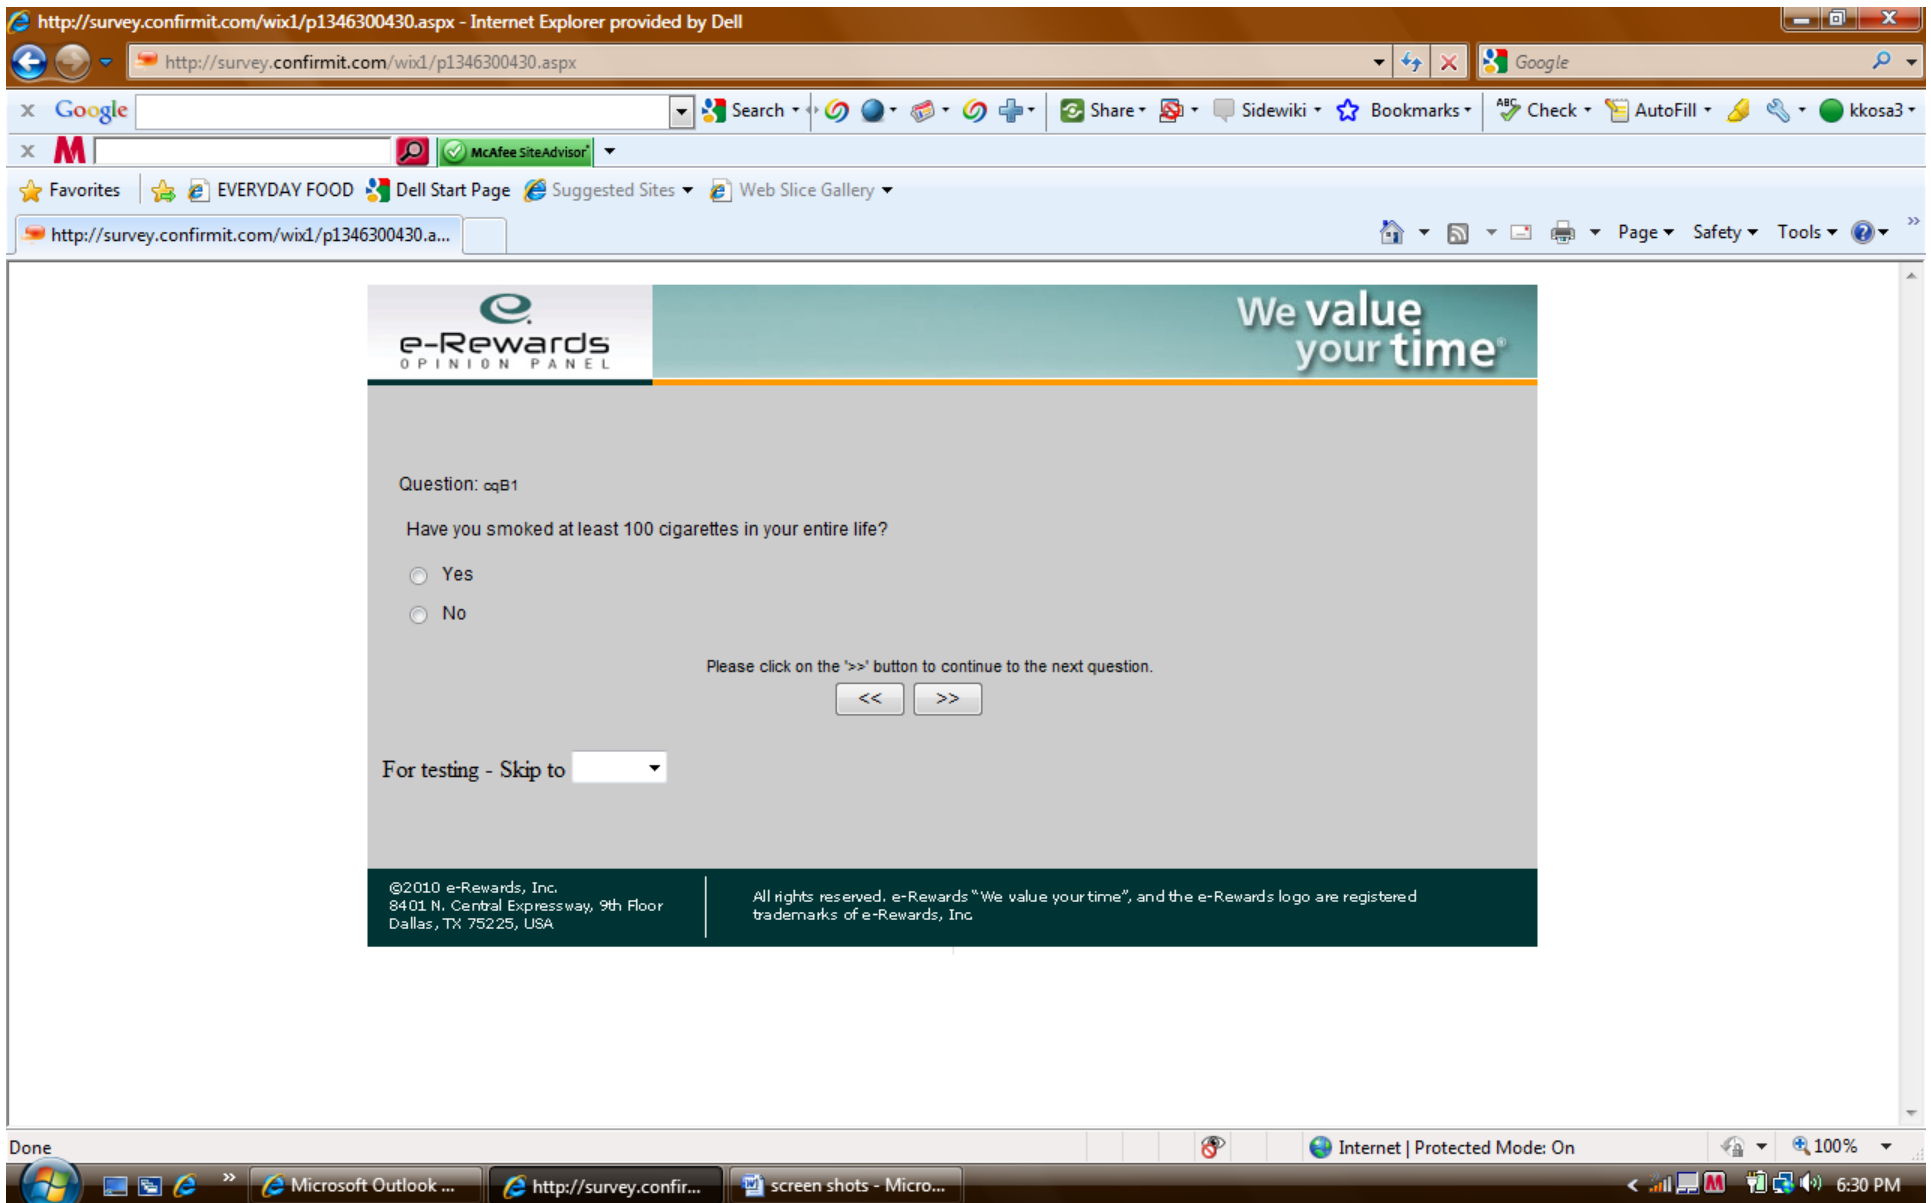 http://survey.confirmit.com/wix1/p1346300430.aspx - Internet Explorer provided by Dell
http://survey.confirmit.com/wix1/p1346300430.aspx
Google
x Google
Search
Share
Sidewiki
Bookmarks
Check
AutoFill
kkosa3
x M
McAfee SiteAdvisor
Favorites
EVERYDAY FOOD
Dell Start Page
Suggested Sites
Web Slice Gallery
http://survey.confirmit.com/wix1/p1346300430.a...
Page
Safety
Tools
e-Rewards
OPINION PANEL
We value
your time®
Question: cqB1
Have you smoked at least 100 cigarettes in your entire life?
Yes
No
Please click on the '>>' button to continue to the next question.
<< >>
For testing - Skip to
©2010 e-Rewards, Inc.
8401 N. Central Expressway, 9th Floor
Dallas, TX 75225, USA
All rights reserved. e-Rewards “We value your time”, and the e-Rewards logo are registered
trademarks of e-Rewards, Inc.
Done
Internet | Protected Mode: On
100%
Microsoft Outlook ...
http://survey.confir...
screen shots - Micro...
6:30 PM